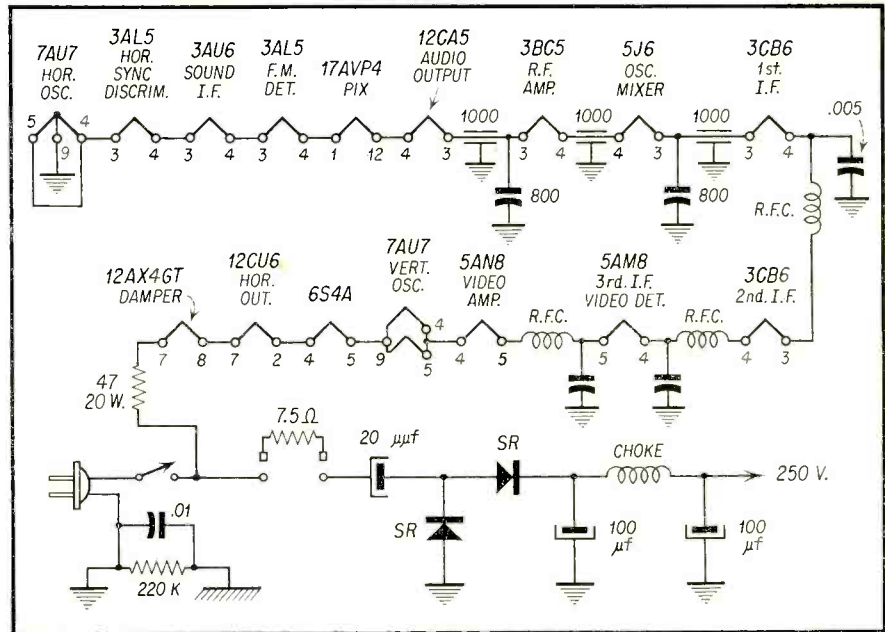 7AU7
HOR.
OSC.
3AL5
HOR.
SYNC
DISCRIM.
3AU6
SOUND
I.F.
3AL5
F.M.
DET.
17AVP4
PIX
12CA5
AUDIO
OUTPUT
3BC5
R.F.
AMP.
5J6
OSC.
MIXER
3CB6
1st.
I.F.
1000
1000
1000
.005
5 9 4
3 4
3 4
3 4
1 12
4 3
3 4
4 3
3 4
800
800
R.F.C.
12AX4GT
DAMPER
12CU6
HOR.
OUT.
6S4A
7AU7
VERT.
OSC.
5AN8
VIDEO
AMP.
5AM8
3rd. I.F.
VIDEO DET.
3CB6
2nd. I.F.
R.F.C.
R.F.C.
7 8
7 2
4 5
9 4 5
4 5
5 4
4 3
47
20 W.
7.5 Ω
20 μμf
SR
SR
CHOKE
250 V.
100
μf
100
μf
.01
220 K